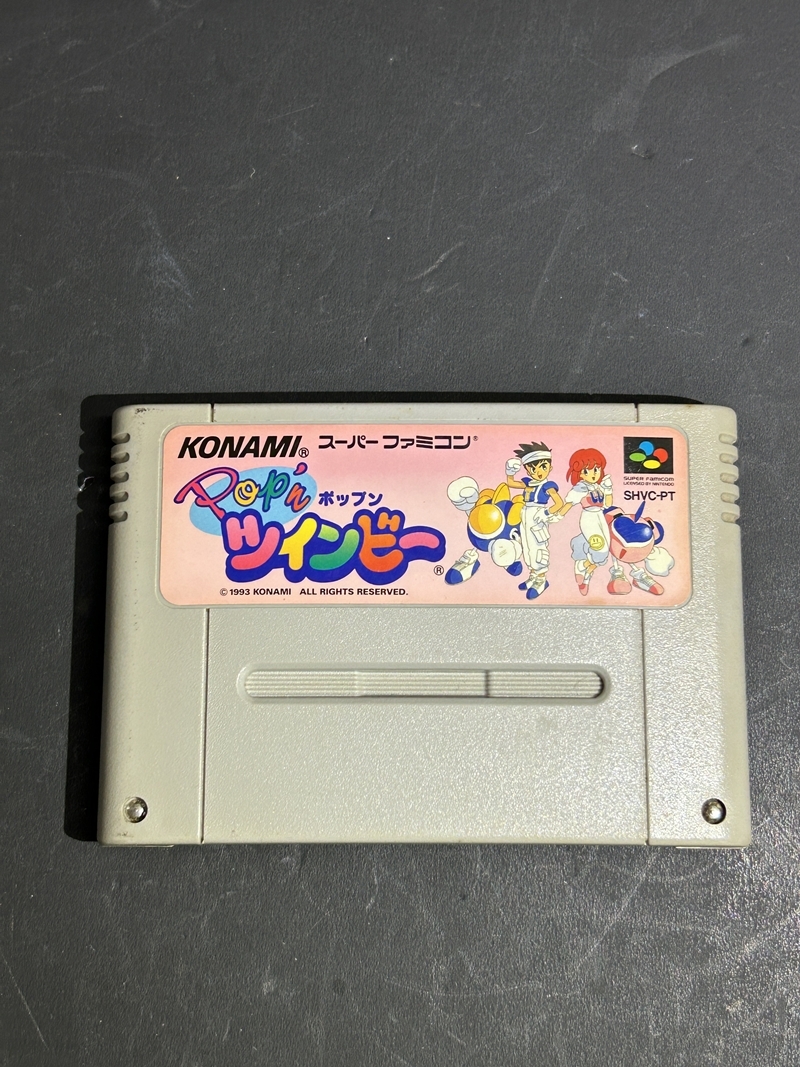 KONAMI® スーパーファミコン®
Pop'n ポップン
ツインビー®
© 1993 KONAMI ALL RIGHTS RESERVED.
SUPER FAMICOM
LICENSED BY NINTENDO
SHVC-PT